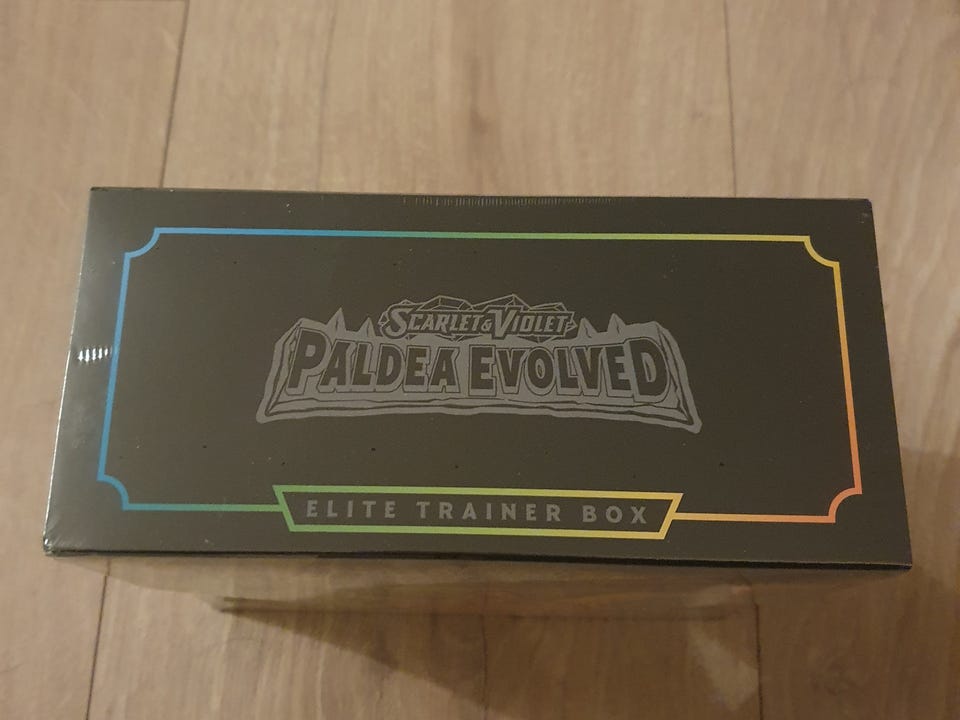 SCARLET & VIOLET
PALDEA EVOLVED
ELITE TRAINER BOX